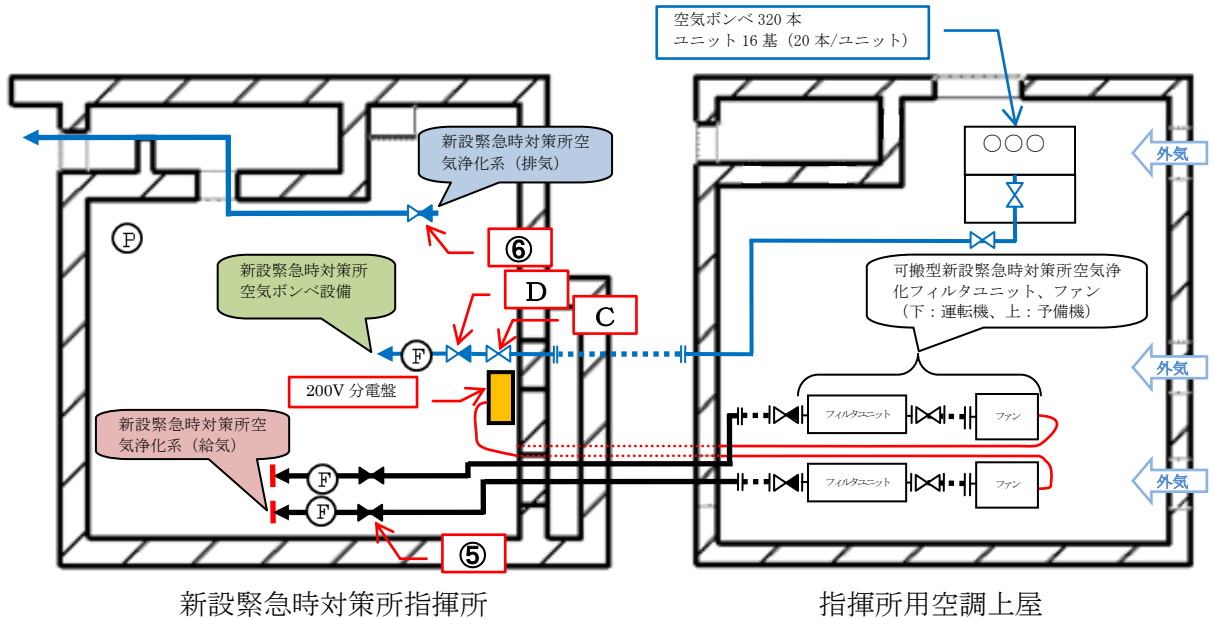 空気ボンベ 320 本
ユニット 16 基（20 本/ユニット）
新設緊急時対策所空
気浄化系（排気）
○○○
外気
P
⑥
新設緊急時対策所
空気ボンベ設備
D
C
可搬型新設緊急時対策所空気浄
化フィルタユニット、ファン
（下：運転機、上：予備機）
F
外気
200V 分電盤
フィルタユニット
ファン
新設緊急時対策所空
気浄化系（給気）
F
F
フィルタユニット
ファン
外気
⑤
新設緊急時対策所指揮所
指揮所用空調上屋